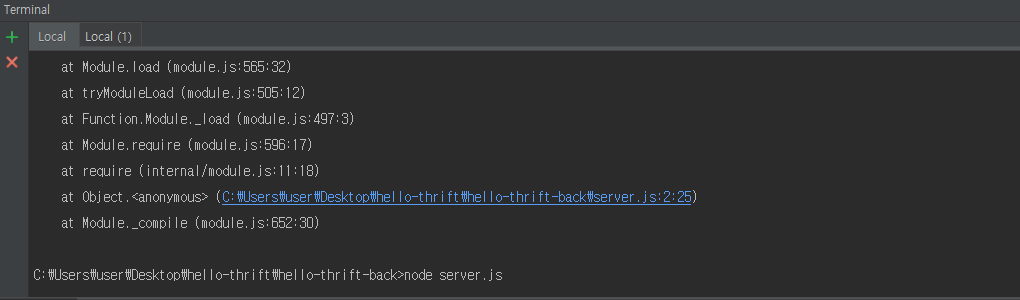 Terminal
Local Local (1)
at Module.load (module.js:565:32)
at tryModuleLoad (module.js:505:12)
at Function.Module._load (module.js:497:3)
at Module.require (module.js:596:17)
at require (internal/module.js:11:18)
at Object.<anonymous> (C:₩Users₩user₩Desktop₩hello-thrift₩hello-thrift-back₩server.js:2:25)
at Module._compile (module.js:652:30)
C:₩Users₩user₩Desktop₩hello-thrift₩hello-thrift-back>node server.js